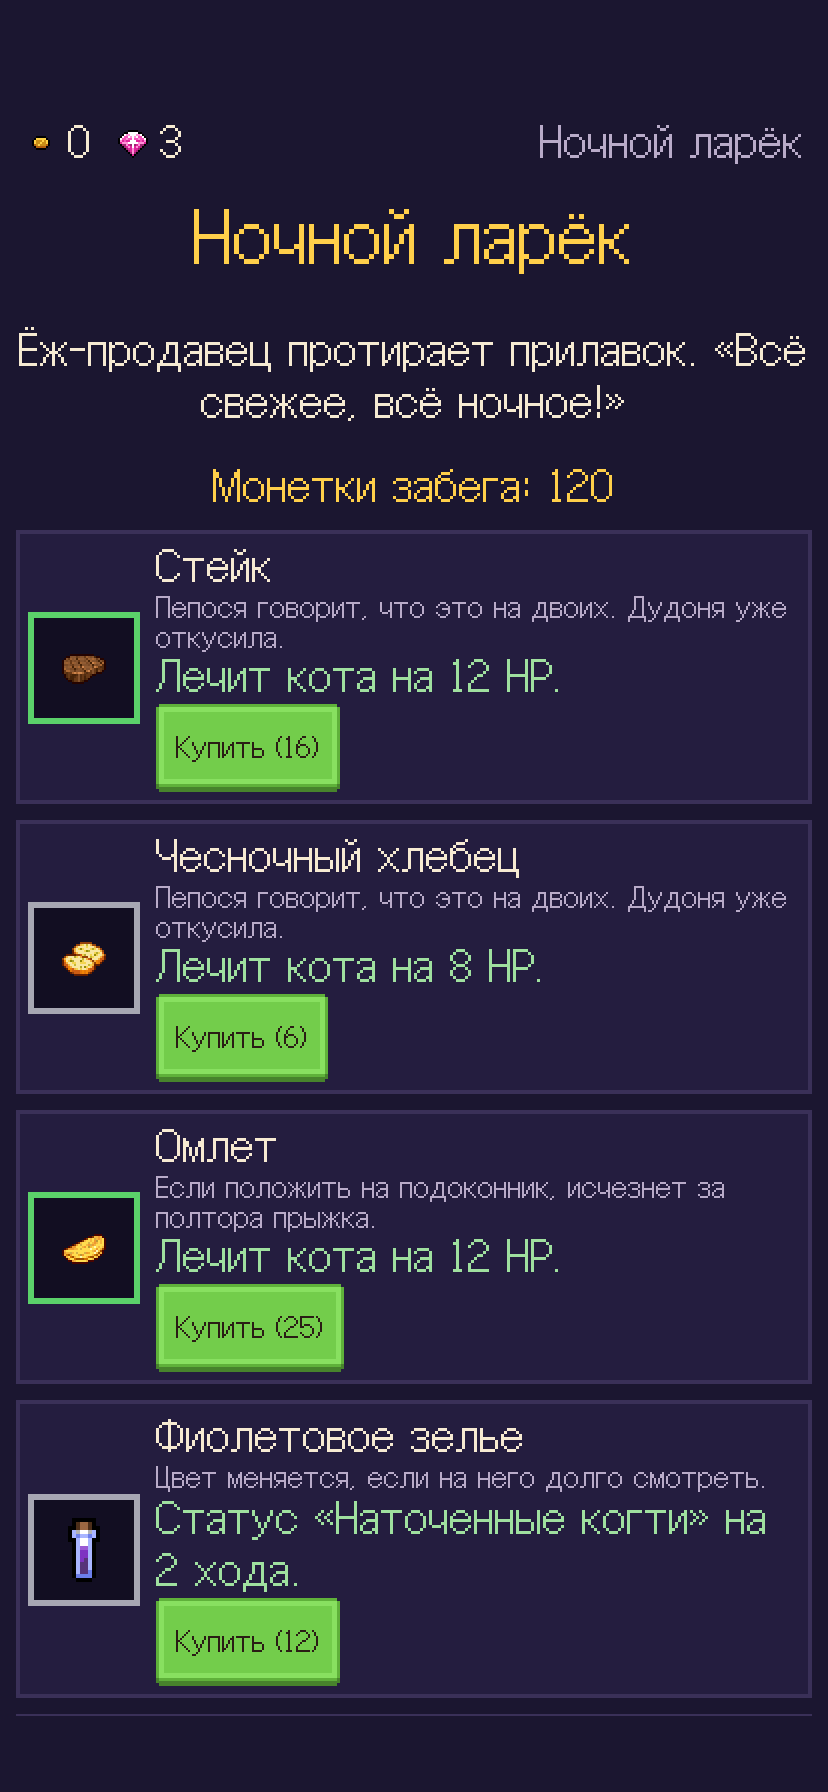 0 3 Ночной ларёк
Ночной ларёк
Ёж-продавец протирает прилавок. «Всё
свежее, всё ночное!»
Монетки забега: 120
Стейк
Пепося говорит, что это на двоих. Дудоня уже
откусила.
Лечит кота на 12 HP.
Купить (16)
Чесночный хлебец
Пепося говорит, что это на двоих. Дудоня уже
откусила.
Лечит кота на 8 HP.
Купить (6)
Омлет
Если положить на подоконник, исчезнет за
полтора прыжка.
Лечит кота на 12 HP.
Купить (25)
Фиолетовое зелье
Цвет меняется, если на него долго смотреть.
Статус «Наточенные когти» на
2 хода.
Купить (12)